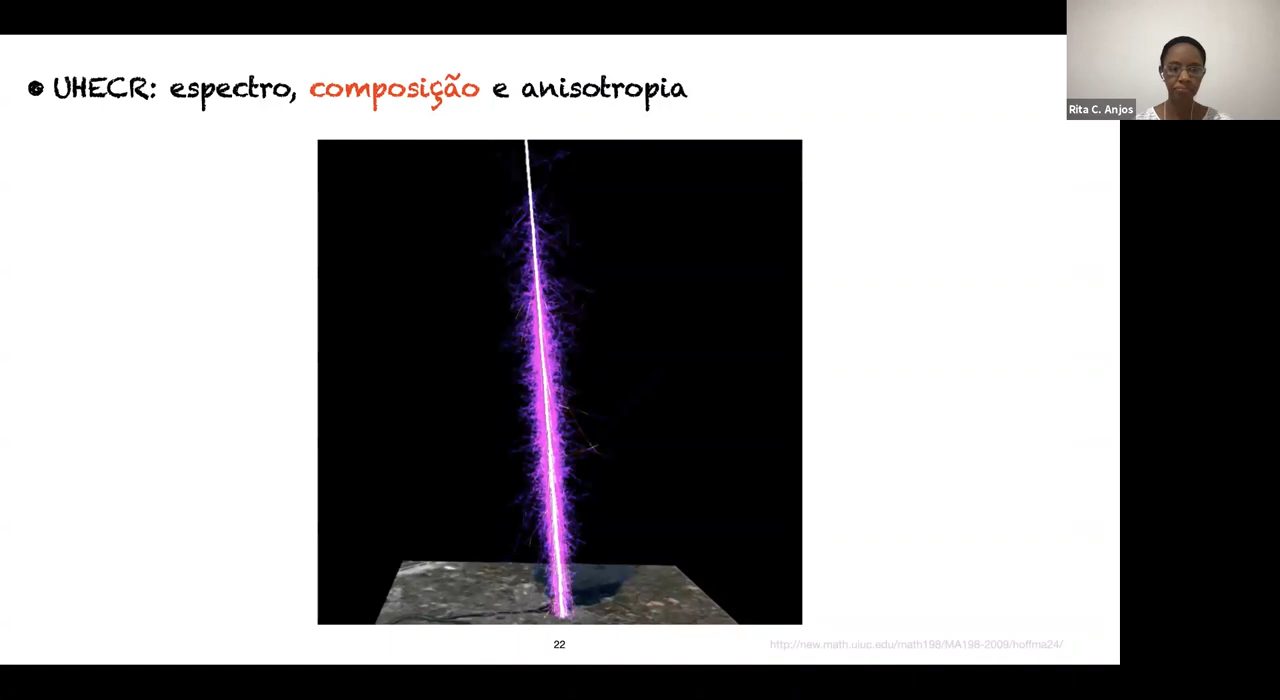 • UHECR: espectro, composição e anisotropia
Rita C. Anjos
22
http://new.math.uiuc.edu/math198/MA198-2009/hoffma24/